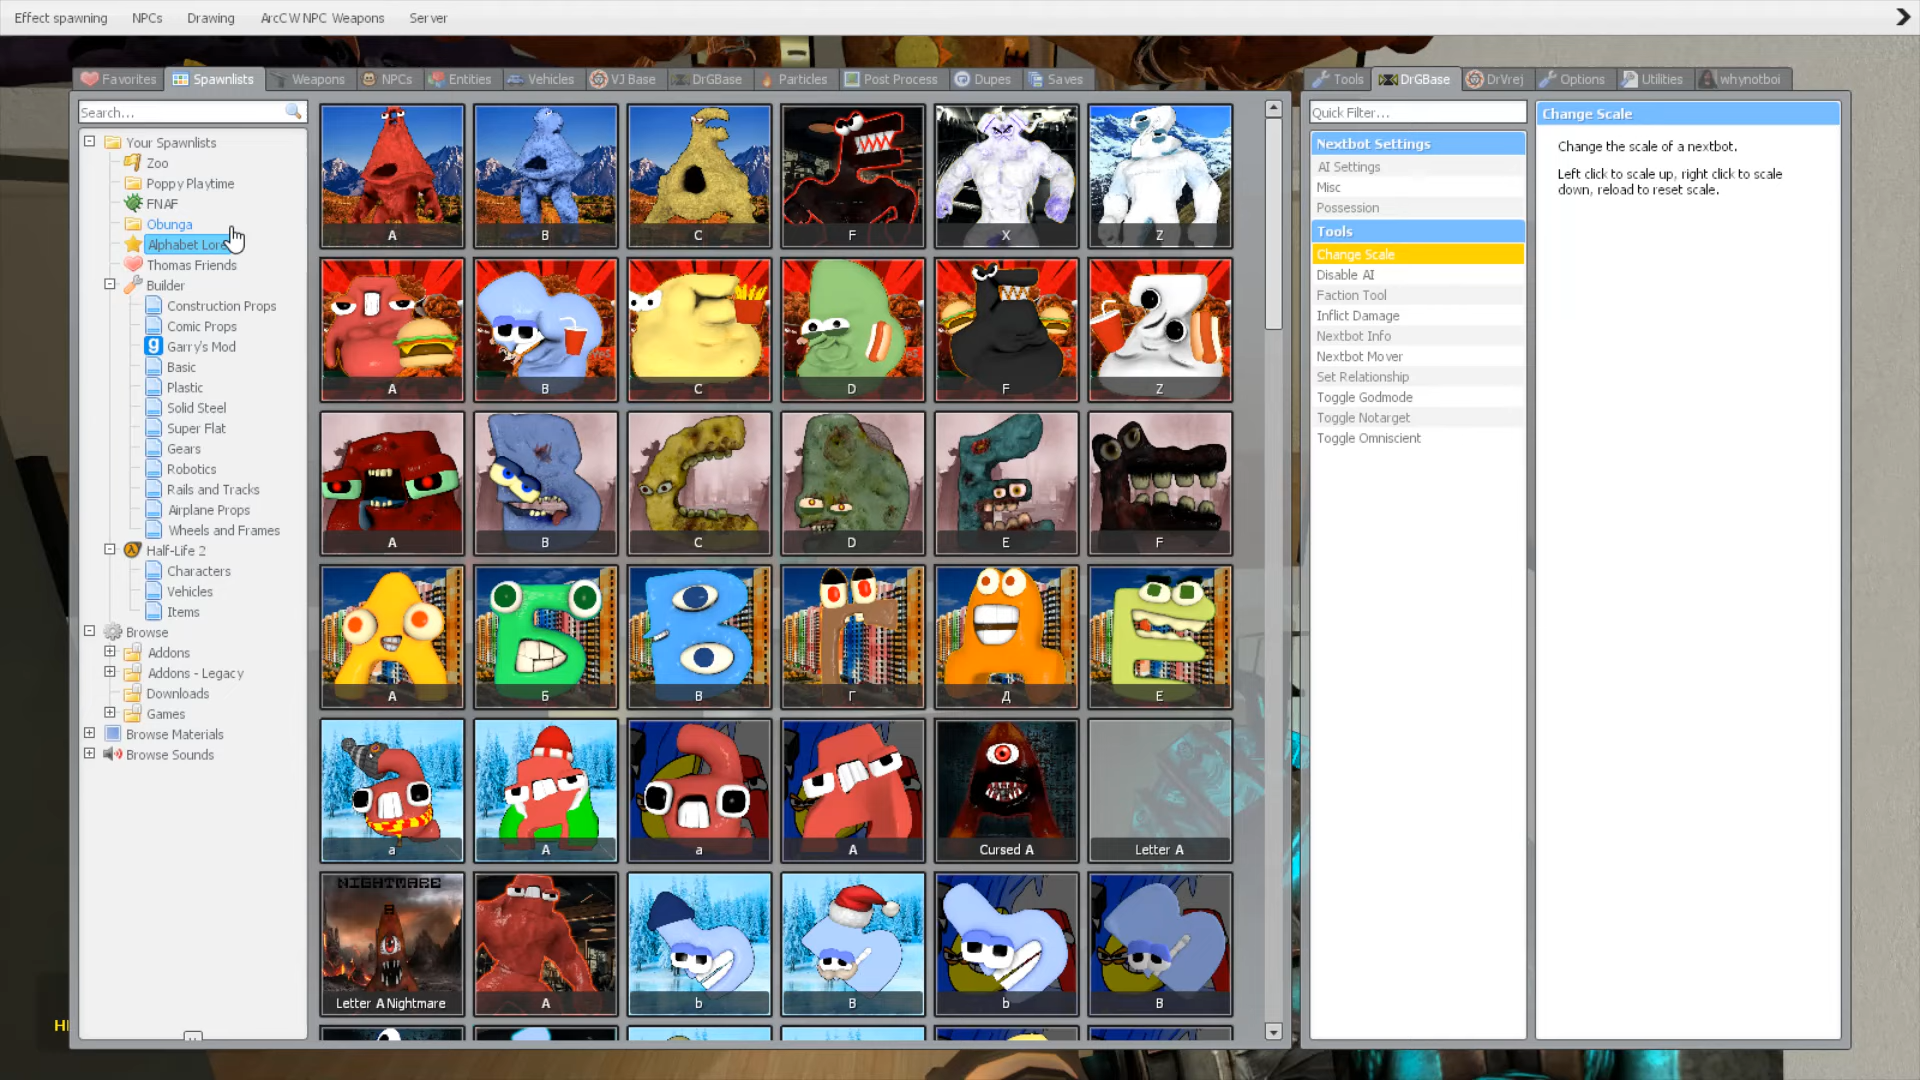 Effect spawning NPCs Drawing ArcCW NPC Weapons Server
Favorites Spawnlists Weapons NPCs Entities Vehicles VJ Base DrGBase Particles Post Process Dupes Saves
Tools DrGBase DrVrej Options Utilities whynotboi
Search...
Your Spawnlists
Zoo
Poppy Playtime
FNAF
Obunga
Alphabet Lore
Thomas Friends
Builder
Construction Props
Comic Props
Garry's Mod
Basic
Plastic
Solid Steel
Super Flat
Gears
Robotics
Rails and Tracks
Airplane Props
Wheels and Frames
Half-Life 2
Characters
Vehicles
Items
Browse
Addons
Addons - Legacy
Downloads
Games
Browse Materials
Browse Sounds
A B C F X Z
A B C D F Z
A B C D E F
А Б В Г Д Е
a A a A Cursed A Letter A
NIGHTMARE
Letter A Nightmare A b B b B
Quick Filter...
Nextbot Settings
AI Settings
Misc
Possession
Tools
Change Scale
Disable AI
Faction Tool
Inflict Damage
Nextbot Info
Nextbot Mover
Set Relationship
Toggle Godmode
Toggle Notarget
Toggle Omniscient
Change Scale
Change the scale of a nextbot.
Left click to scale up, right click to scale
down, reload to reset scale.